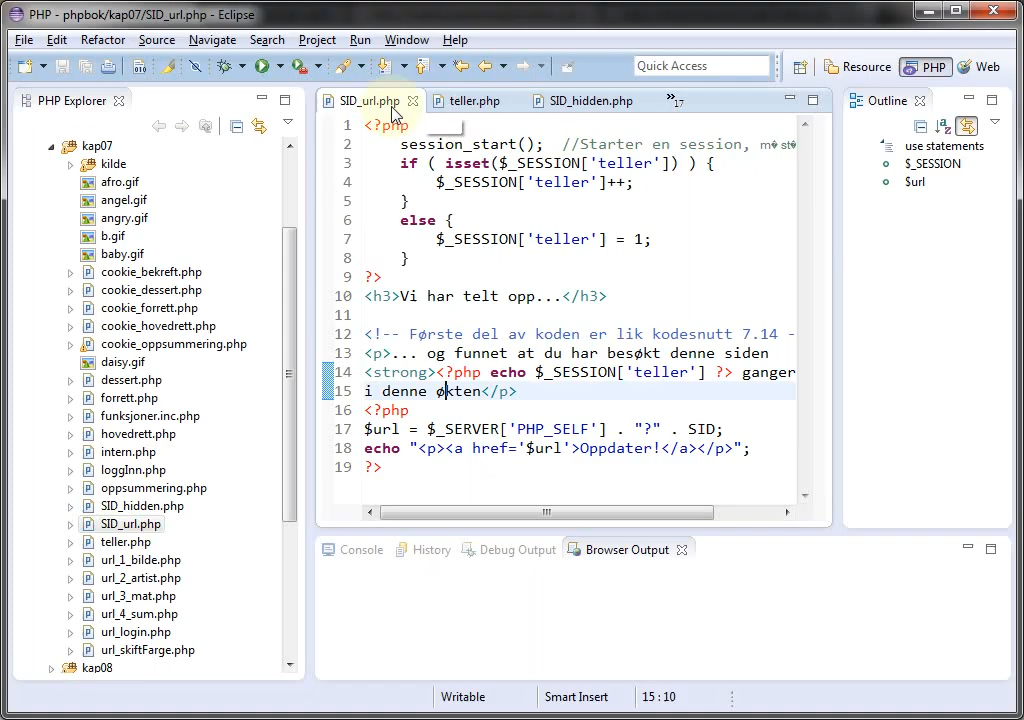 PHP - phpbok/kap07/SID_url.php - Eclipse
File Edit Refactor Source Navigate Search Project Run Window Help
Quick Access
Resource
PHP
Web
PHP Explorer
kap07
kilde
afro.gif
angel.gif
angry.gif
b.gif
baby.gif
cookie_bekreft.php
cookie_dessert.php
cookie_forrett.php
cookie_hovedrett.php
cookie_oppsummering.php
daisy.gif
dessert.php
forrett.php
funksjoner.inc.php
hovedrett.php
intern.php
loggInn.php
oppsummering.php
SID_hidden.php
SID_url.php
teller.php
url_1_bilde.php
url_2_artist.php
url_3_mat.php
url_4_sum.php
url_login.php
url_skiftFarge.php
kap08
SID_url.php
teller.php
SID_hidden.php
17
1 <?php
2 session_start(); //Starter en session, m�st�
3 if ( isset($_SESSION['teller']) ) {
4 $_SESSION['teller']++;
5 }
6 else {
7 $_SESSION['teller'] = 1;
8 }
9 ?>
10 <h3>Vi har telt opp...</h3>
11
12 <!-- Første del av koden er lik kodesnutt 7.14 -
13 <p>... og funnet at du har besøkt denne siden
14 <strong><?php echo $_SESSION['teller'] ?> ganger
15 i denne økten</p>
16 <?php
17 $url = $_SERVER['PHP_SELF'] . "?" . SID;
18 echo "<p><a href='$url'>Oppdater!</a></p>";
19 ?>
Outline
use statements
$_SESSION
$url
Console
History
Debug Output
Browser Output
Writable
Smart Insert
15 : 10